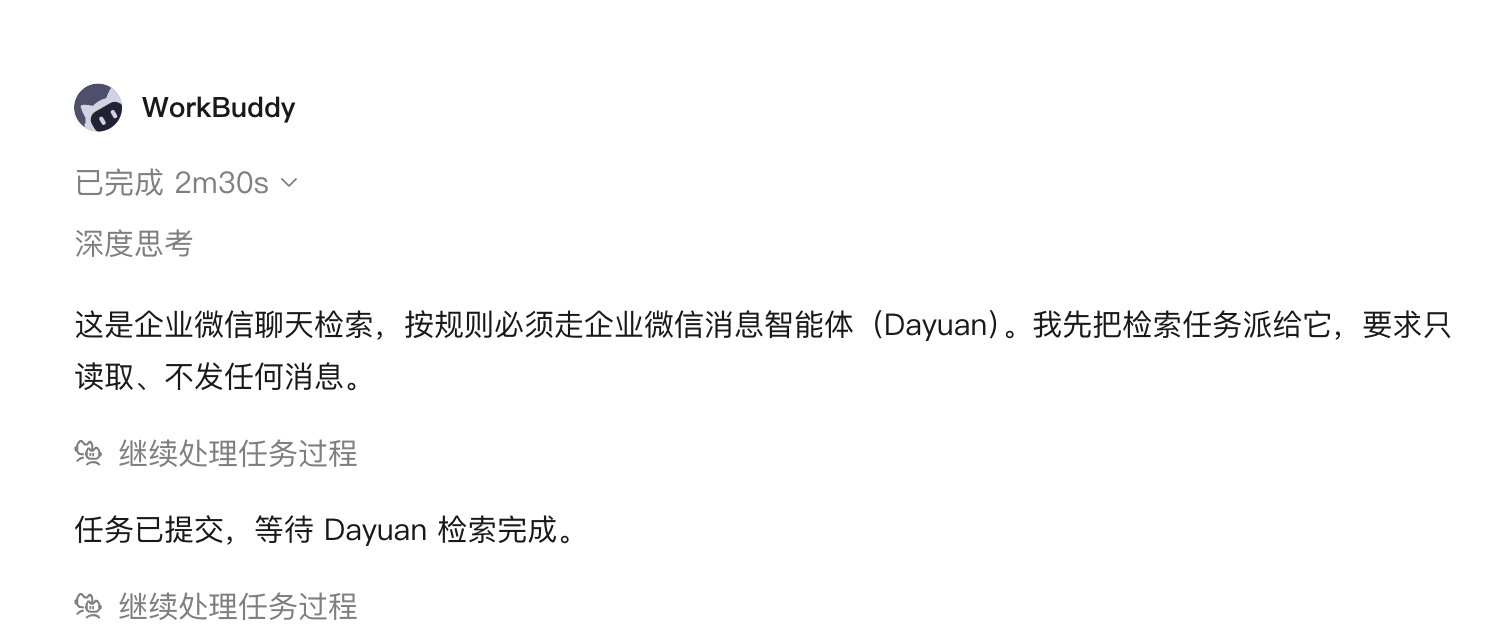 WorkBuddy
已完成 2m30s
深度思考
这是企业微信聊天检索，按规则必须走企业微信消息智能体（Dayuan）。我先把检索任务派给它，要求只
读取、不发任何消息。
继续处理任务过程
任务已提交，等待 Dayuan 检索完成。
继续处理任务过程